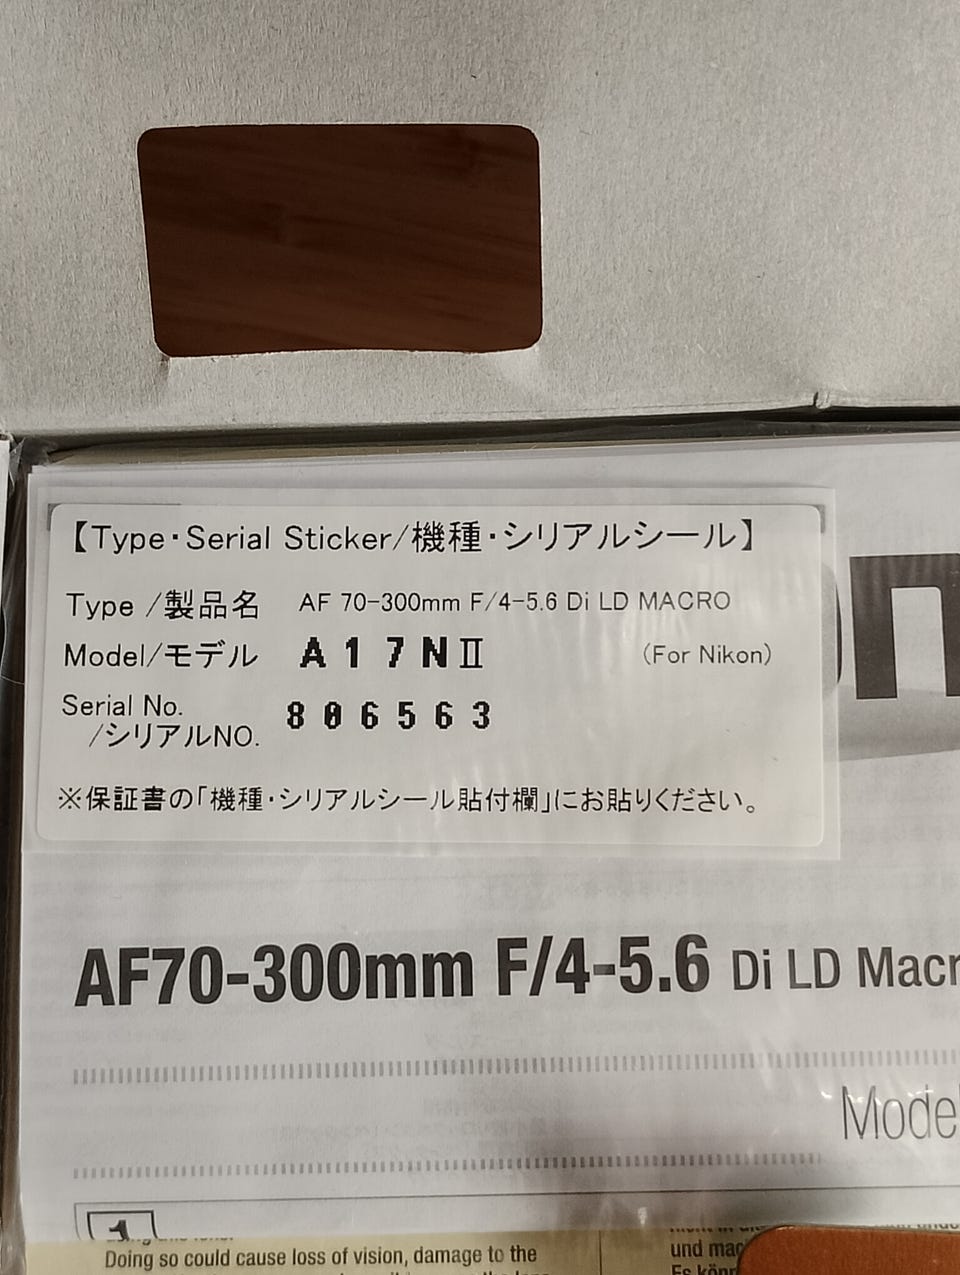 【Type・Serial Sticker/機種・シリアルシール】
Type /製品名 AF 70-300mm F/4-5.6 Di LD MACRO
Model/モデル A17NⅡ (For Nikon)
Serial No.
/シリアルNO. 806563
※保証書の「機種・シリアルシール貼付欄」にお貼りください。
AF70-300mm F/4-5.6 Di LD Macr
Model
1
Doing so could cause loss of vision, damage to the
und mac
Es könn